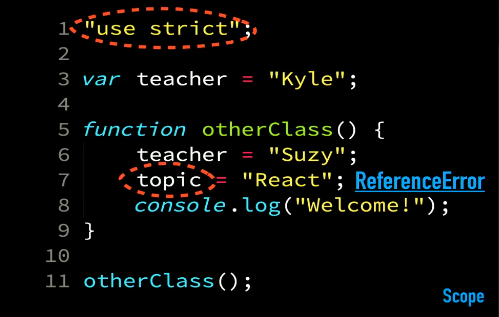 1 "use strict";
2
3 var teacher = "Kyle";
4
5 function otherClass() {
6 teacher = "Suzy";
7 topic = "React"; ReferenceError
8 console.log("Welcome!");
9 }
10
11 otherClass();
Scope